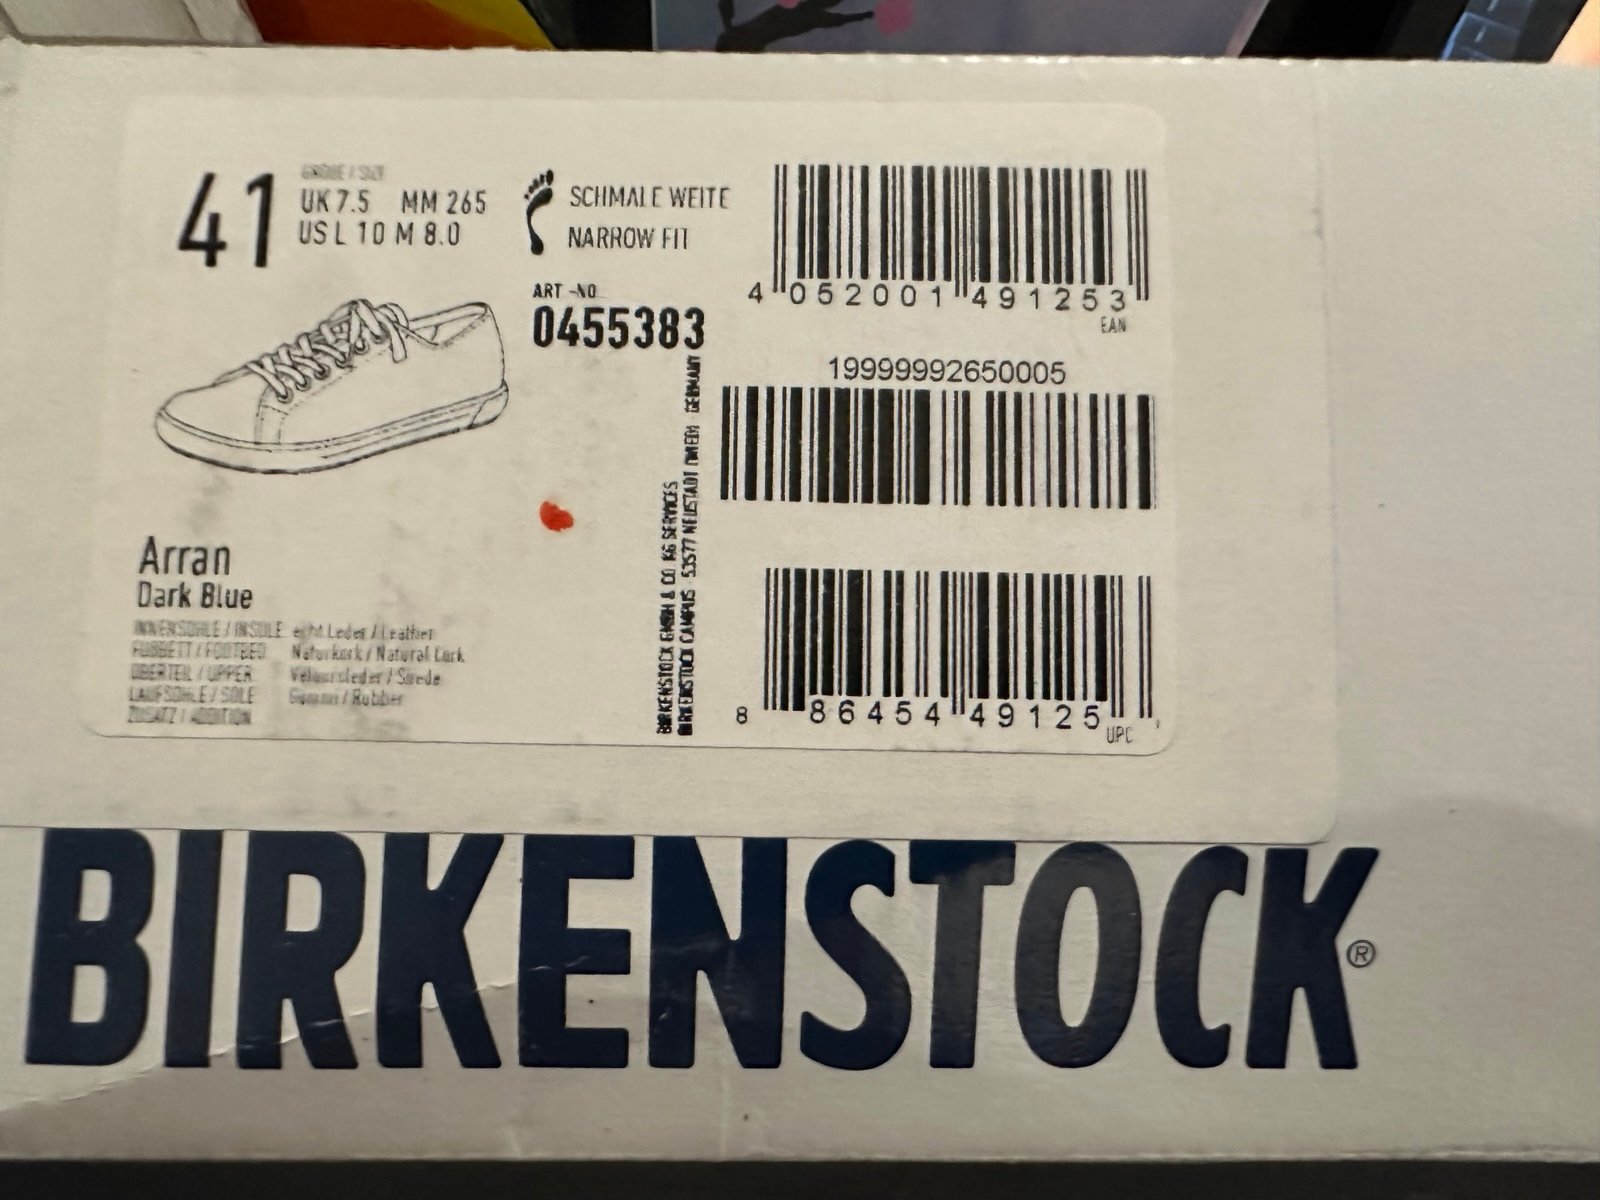 41
GRÖßE / SIZE
UK 7.5 MM 265
US L 10 M 8.0
SCHMALE WEITE
NARROW FIT
ART.-NO.
0455383
4 052001 491253
EAN
19999992650005
8 86454 49125
UPC
BIRKENSTOCK GMBH & CO. KG SERVICES
BIRKENSTOCK CAMPUS · 53577 NEUSTADT (WIED) · GERMANY
Arran
Dark Blue
INNENSOHLE / INSOLE echt Leder / Leather
FUßBETT / FOOTBED Naturkork / Natural Cork
OBERTEIL / UPPER Veloursleder / Suede
LAUFSOHLE / SOLE Gummi / Rubber
ZUSATZ / ADDITION
BIRKENSTOCK®